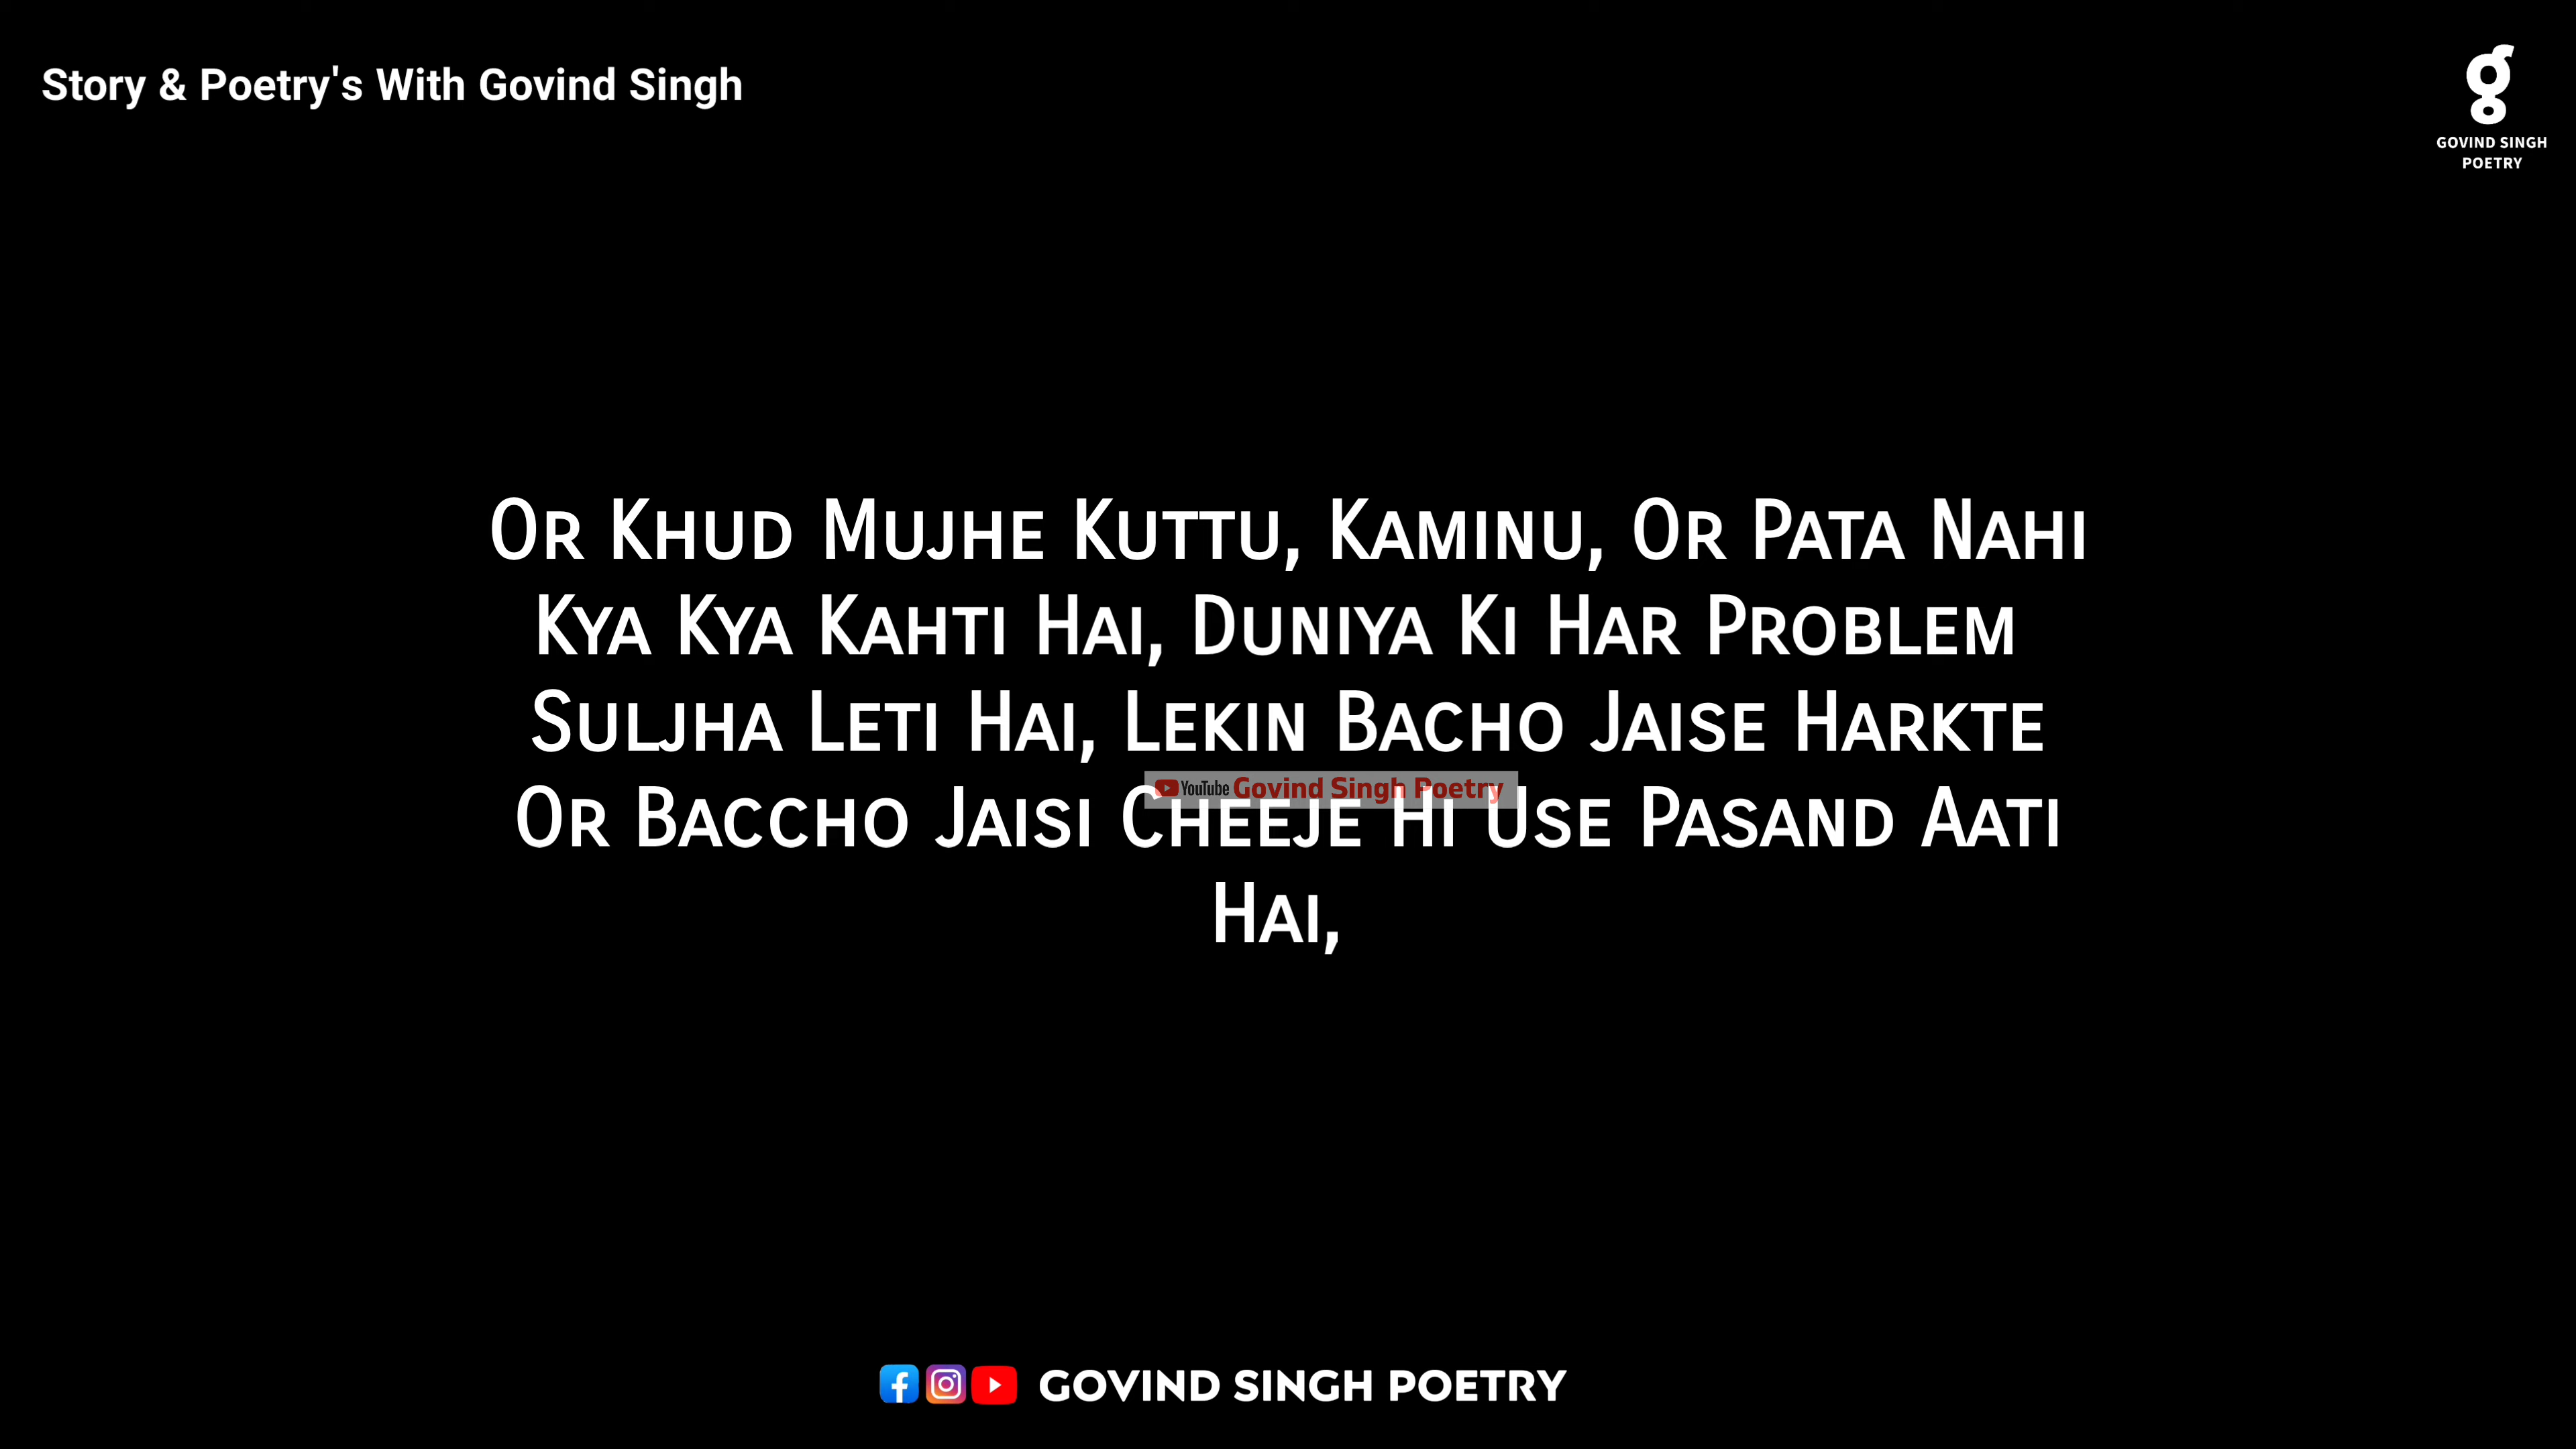 Story & Poetry's With Govind Singh
g
GOVIND SINGH
POETRY
Or Khud Mujhe Kuttu, Kaminu, Or Pata Nahi
Kya Kya Kahti Hai, Duniya Ki Har Problem
Suljha Leti Hai, Lekin Bacho Jaise Harkte
YouTube Govind Singh Poetry
Or Baccho Jaisi Cheeje Hi Use Pasand Aati
Hai,
GOVIND SINGH POETRY